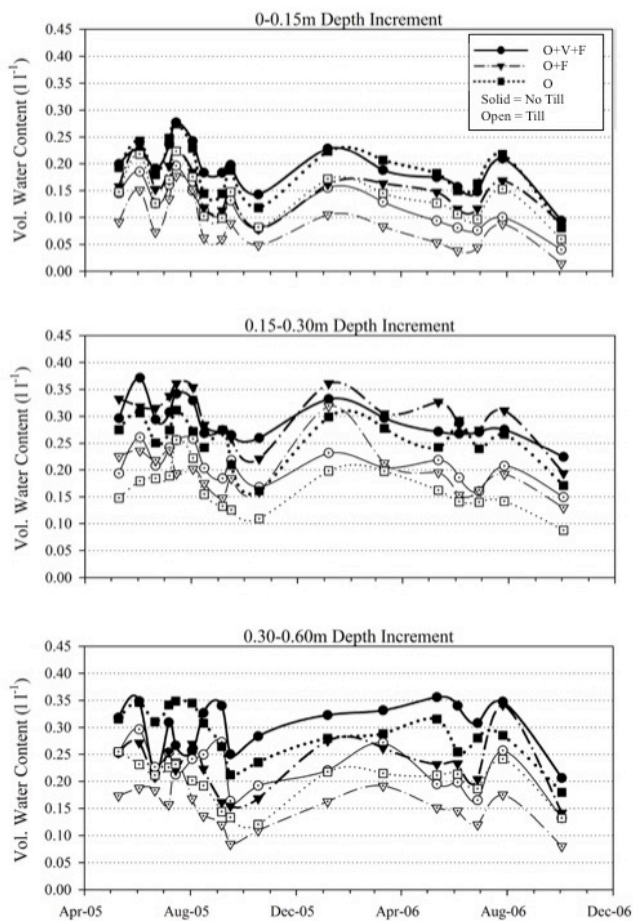 0-0.15m Depth Increment
0.45
0.40
0.35
0.30
0.25
0.20
0.15
0.10
0.05
0.00
Vol. Water Content (l l⁻¹)
O+V+F
O+F
O
Solid = No Till
Open = Till
0.15-0.30m Depth Increment
0.45
0.40
0.35
0.30
0.25
0.20
0.15
0.10
0.05
0.00
Vol. Water Content (l l⁻¹)
0.30-0.60m Depth Increment
0.45
0.40
0.35
0.30
0.25
0.20
0.15
0.10
0.05
0.00
Vol. Water Content (l l⁻¹)
Apr-05 Aug-05 Dec-05 Apr-06 Aug-06 Dec-06